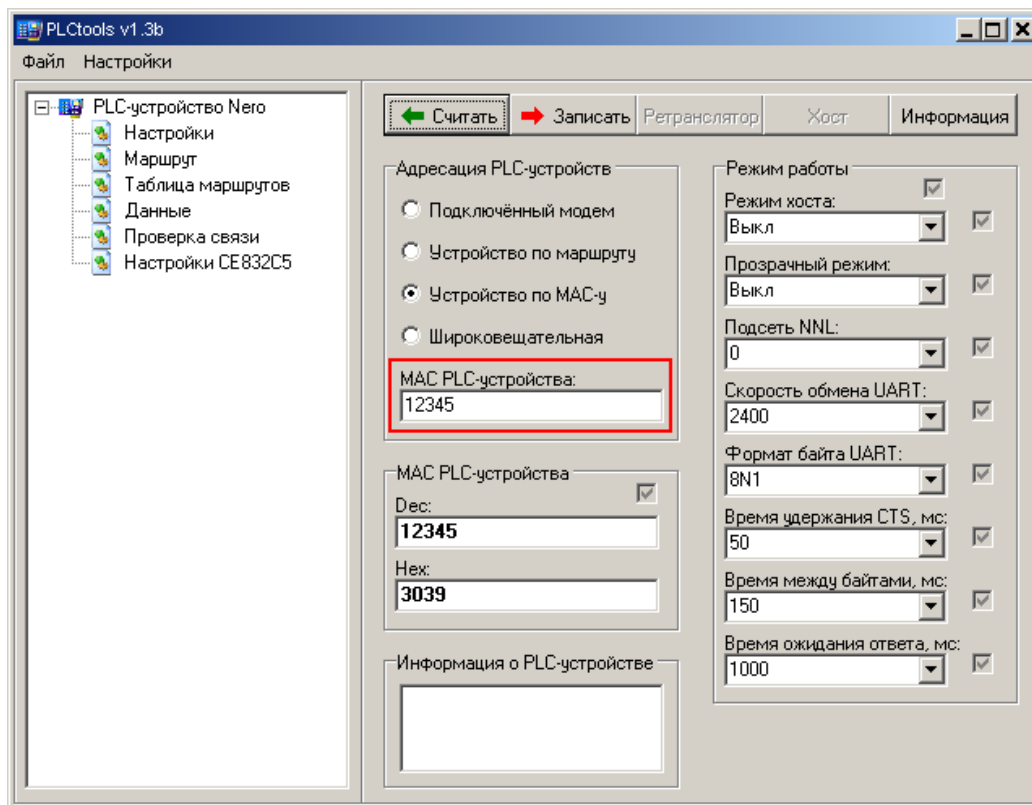 PLCtools v1.3b
Файл Настройки
PLC-устройство Nero
Настройки
Маршрут
Таблица маршрутов
Данные
Проверка связи
Настройки CE832C5
Считать Записать Ретранслятор Хост Информация
Адресация PLC-устройств
Подключённый модем
Устройство по маршруту
Устройство по MAC-у
Широковещательная
MAC PLC-устройства:
12345
MAC PLC-устройства
Dec:
12345
Hex:
3039
Информация о PLC-устройстве
Режим работы
Режим хоста:
Выкл
Прозрачный режим:
Выкл
Подсеть NNL:
0
Скорость обмена UART:
2400
Формат байта UART:
8N1
Время удержания CTS, мс:
50
Время между байтами, мс:
150
Время ожидания ответа, мс:
1000